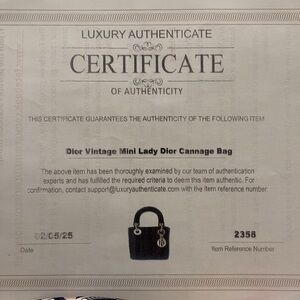 LUXURY AUTHENTICATE
CERTIFICATE
OF AUTHENTICITY
THIS CERTIFICATE GUARANTEES THE AUTHENTICITY OF THE FOLLOWING ITEM
Dior Vintage Mini Lady Dior Cannage Bag
The above item has been thoroughly examined by our team of authentication
experts and has fulfilled the required criteria to deem this item authentic. For
confirmation, contact support@luxuryauthenticate.com with the item reference number.
02/05/25
2358
Date
Item Reference Number